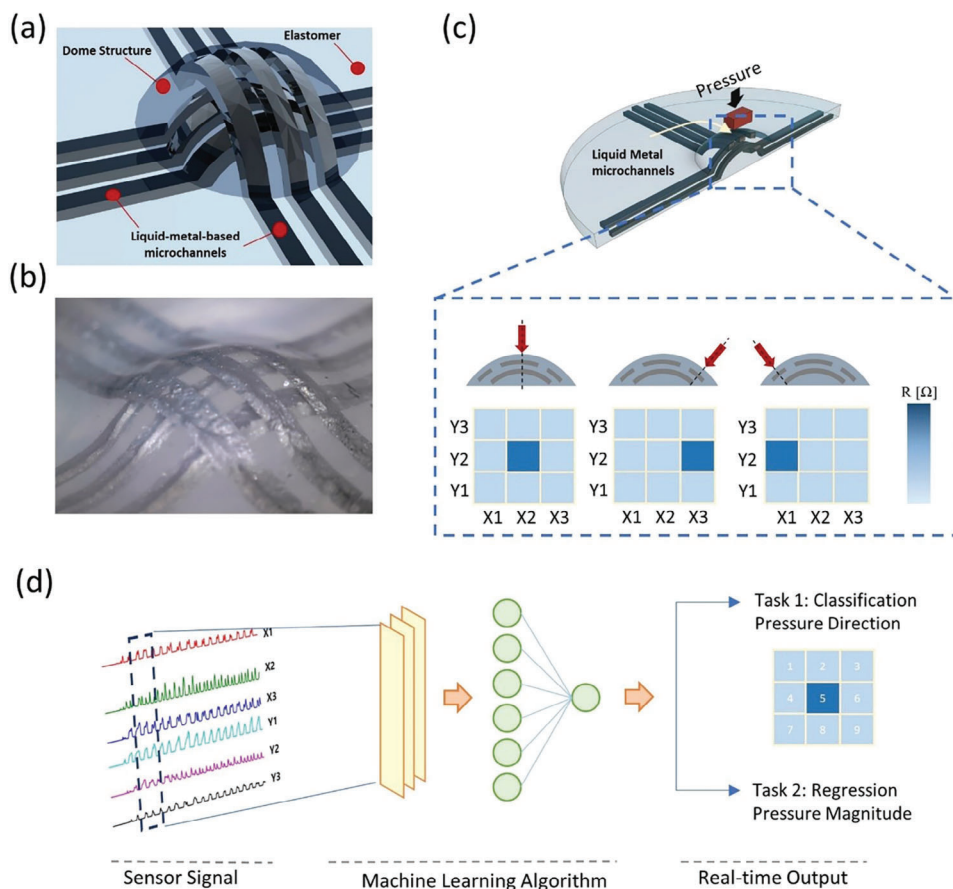 (a)
Dome Structure
Elastomer
Liquid-metal-based
microchannels
(b)
(c)
Pressure
Liquid Metal
microchannels
R [Ω]
Y3
Y2
Y1
X1 X2 X3
Y3
Y2
Y1
X1 X2 X3
Y3
Y2
Y1
X1 X2 X3
(d)
X1
X2
X3
Y1
Y2
Y3
Task 1: Classification
Pressure Direction
1 2 3
4 5 6
7 8 9
Task 2: Regression
Pressure Magnitude
Sensor Signal
Machine Learning Algorithm
Real-time Output